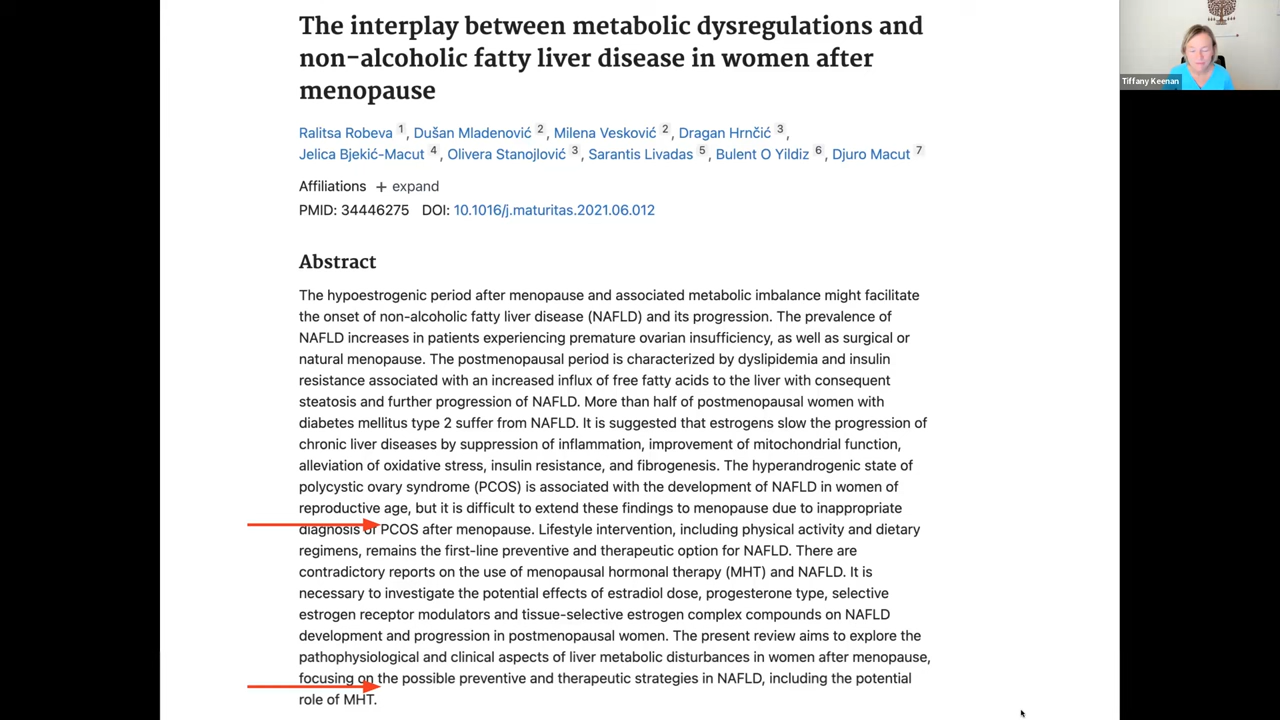 The interplay between metabolic dysregulations and
non-alcoholic fatty liver disease in women after
menopause
Ralitsa Robeva 1, Dušan Mladenović 2, Milena Vesković 2, Dragan Hrnčić 3,
Jelica Bjekić-Macut 4, Olivera Stanojlović 3, Sarantis Livadas 5, Bulent O Yildiz 6, Djuro Macut 7
Affiliations + expand
PMID: 34446275 DOI: 10.1016/j.maturitas.2021.06.012
Abstract
The hypoestrogenic period after menopause and associated metabolic imbalance might facilitate
the onset of non-alcoholic fatty liver disease (NAFLD) and its progression. The prevalence of
NAFLD increases in patients experiencing premature ovarian insufficiency, as well as surgical or
natural menopause. The postmenopausal period is characterized by dyslipidemia and insulin
resistance associated with an increased influx of free fatty acids to the liver with consequent
steatosis and further progression of NAFLD. More than half of postmenopausal women with
diabetes mellitus type 2 suffer from NAFLD. It is suggested that estrogens slow the progression of
chronic liver diseases by suppression of inflammation, improvement of mitochondrial function,
alleviation of oxidative stress, insulin resistance, and fibrogenesis. The hyperandrogenic state of
polycystic ovary syndrome (PCOS) is associated with the development of NAFLD in women of
reproductive age, but it is difficult to extend these findings to menopause due to inappropriate
diagnosis of PCOS after menopause. Lifestyle intervention, including physical activity and dietary
regimens, remains the first-line preventive and therapeutic option for NAFLD. There are
contradictory reports on the use of menopausal hormonal therapy (MHT) and NAFLD. It is
necessary to investigate the potential effects of estradiol dose, progesterone type, selective
estrogen receptor modulators and tissue-selective estrogen complex compounds on NAFLD
development and progression in postmenopausal women. The present review aims to explore the
pathophysiological and clinical aspects of liver metabolic disturbances in women after menopause,
focusing on the possible preventive and therapeutic strategies in NAFLD, including the potential
role of MHT.
Tiffany Keenan